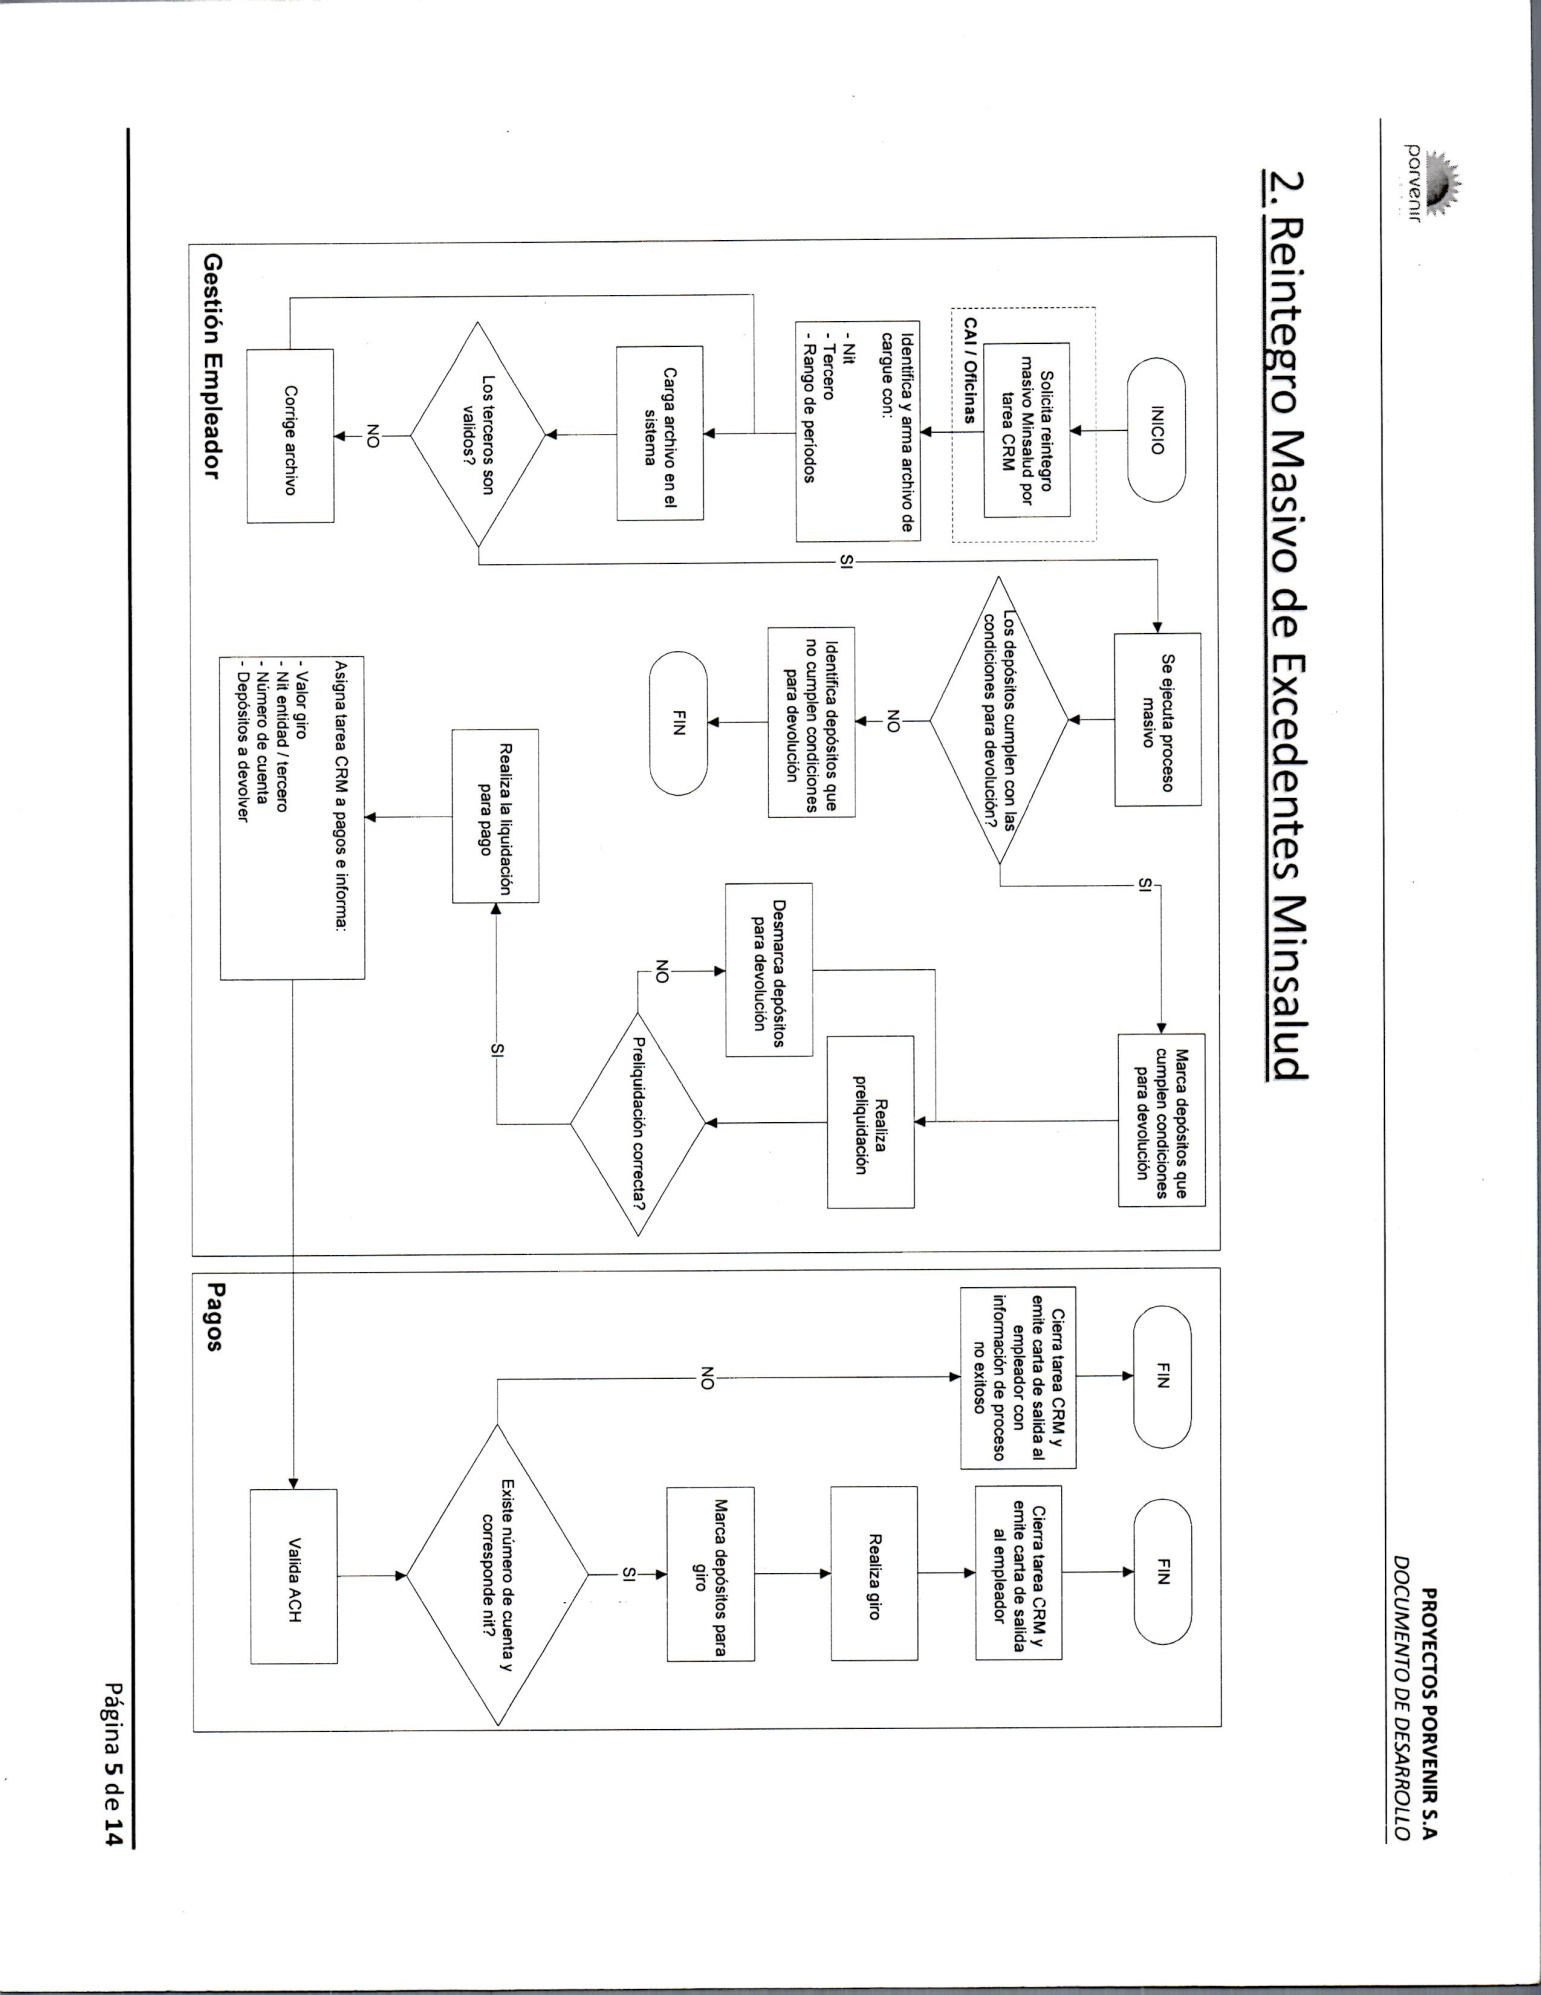 porvenir
PROYECTOS PORVENIR S.A
DOCUMENTO DE DESARROLLO
2. Reintegro Masivo de Excedentes Minsalud
INICIO
Solicita reintegro
masivo Minsalud por
tarea CRM
CAI / Oficinas
Identifica y arma archivo de
cargue con:
- Nit
- Tercero
- Rango de períodos
Carga archivo en el
sistema
Los terceros son
validos?
NO
Corrige archivo
SI
Se ejecuta proceso
masivo
Los depósitos cumplen con las
condiciones para devolución?
NO
Identifica depósitos que
no cumplen condiciones
para devolución
FIN
SI
Marca depósitos que
cumplen condiciones
para devolución
Realiza
preliquidación
Preliquidación correcta?
NO
Desmarca depósitos
para devolución
SI
Realiza la liquidación
para pago
Asigna tarea CRM a pagos e informa:
- Valor giro
- Nit entidad / tercero
- Número de cuenta
- Depósitos a devolver
Gestión Empleador
Valida ACH
Existe número de cuenta y
corresponde nit?
NO
Cierra tarea CRM y
emite carta de salida al
empleador con
información de proceso
no exitoso
FIN
SI
Marca depósitos para
giro
Realiza giro
Cierra tarea CRM y
emite carta de salida
al empleador
FIN
Pagos
Página 5 de 14